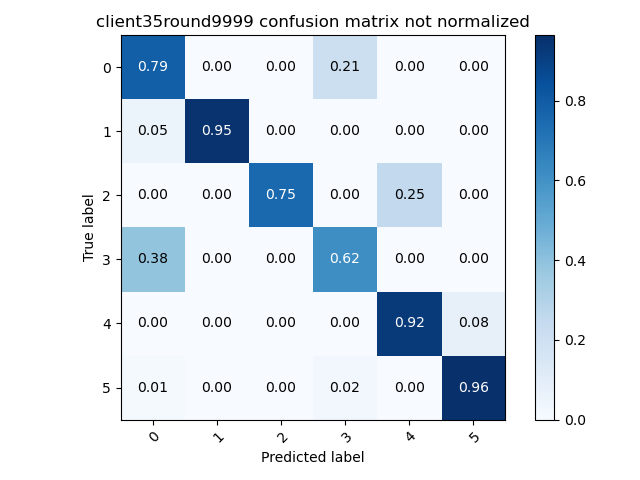 client35round9999 confusion matrix not normalized
0 0.79 0.00 0.00 0.21 0.00 0.00
1 0.05 0.95 0.00 0.00 0.00 0.00
2 0.00 0.00 0.75 0.00 0.25 0.00
3 0.38 0.00 0.00 0.62 0.00 0.00
4 0.00 0.00 0.00 0.00 0.92 0.08
5 0.01 0.00 0.00 0.02 0.00 0.96
True label
0 1 2 3 4 5
Predicted label
0.8
0.6
0.4
0.2
0.0